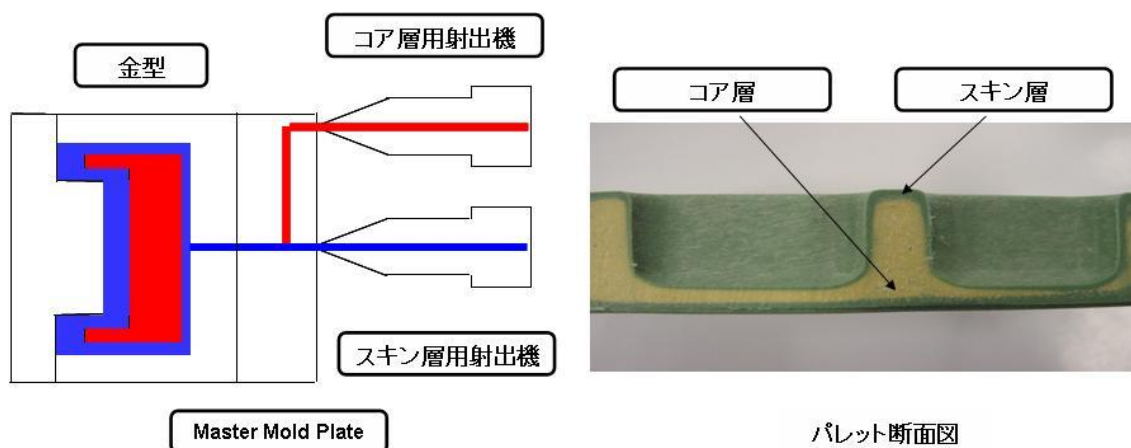 コア層用射出機
金型
コア層
スキン層
スキン層用射出機
Master Mold Plate
パレット断面図